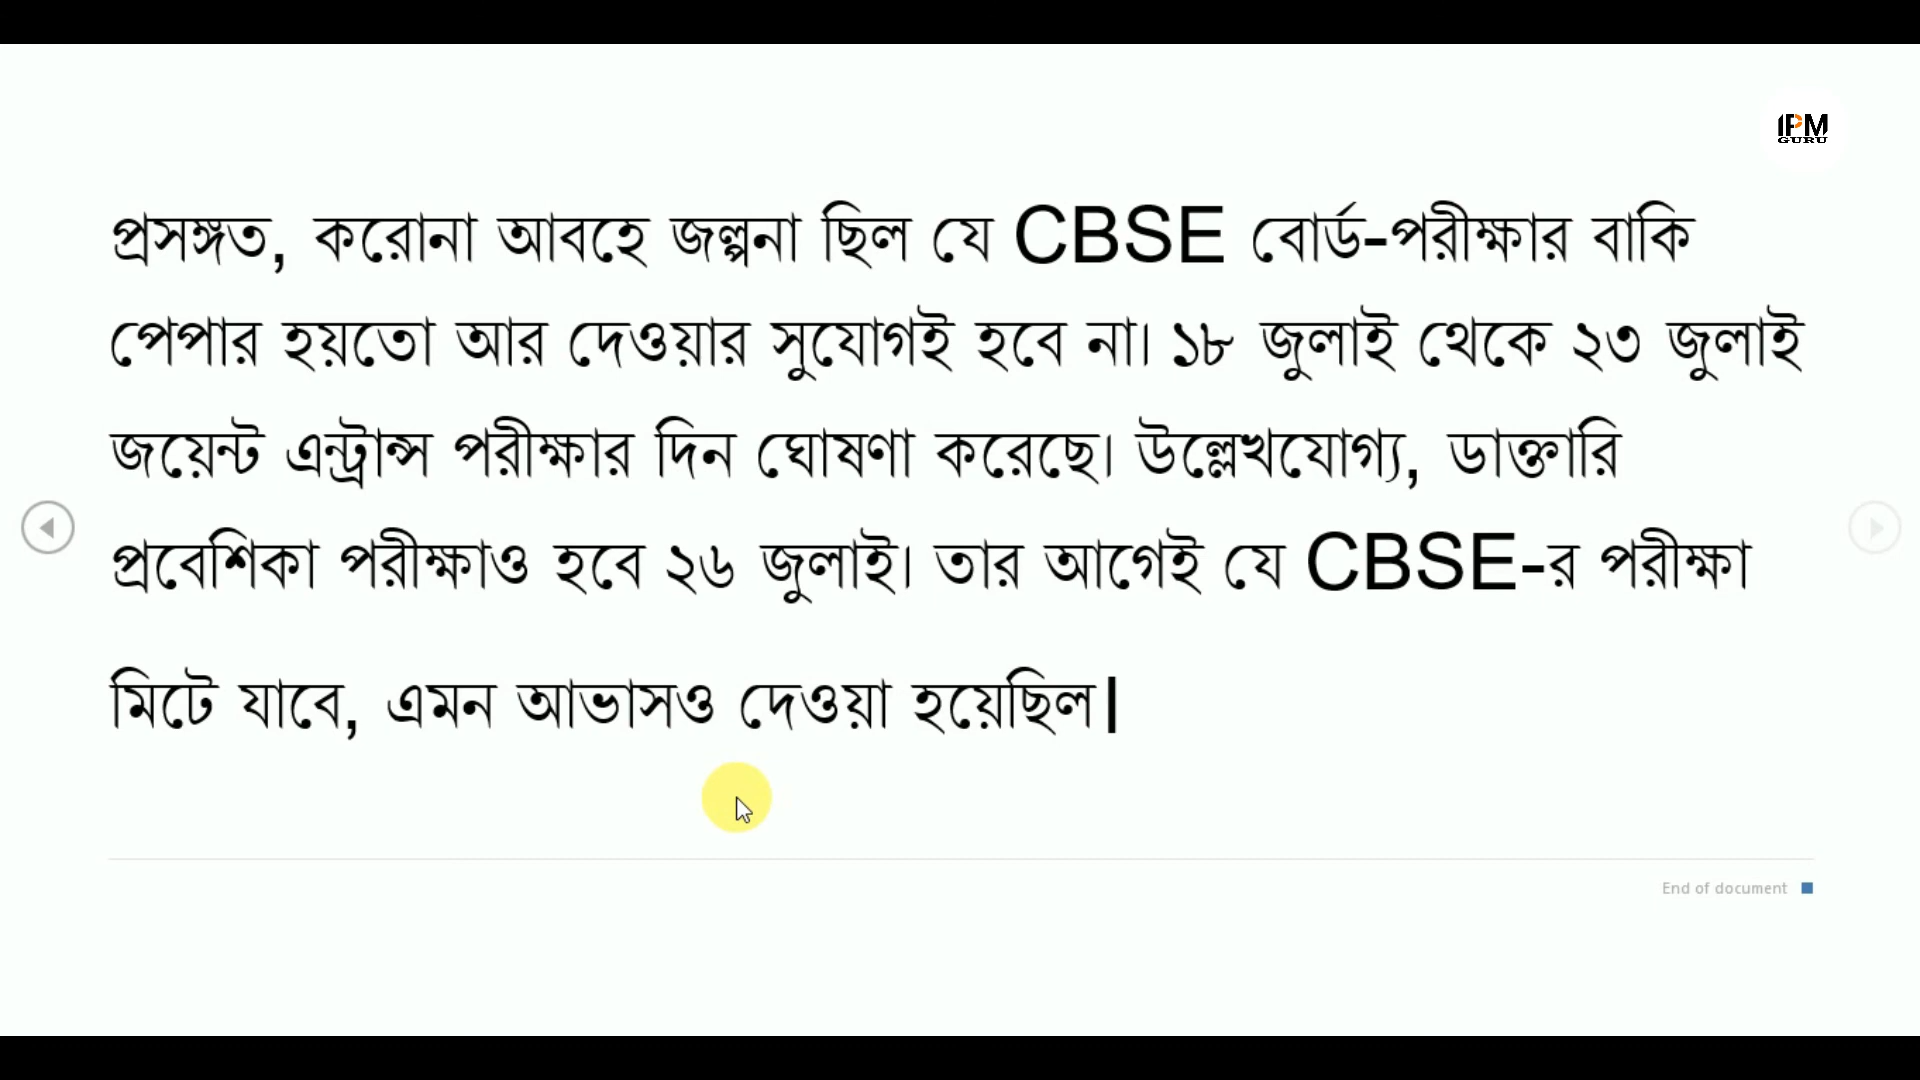 IPM
GURU
প্রসঙ্গত, করোনা আবহে জল্পনা ছিল যে CBSE বোর্ড-পরীক্ষার বাকি
পেপার হয়তো আর দেওয়ার সুযোগই হবে না। ১৮ জুলাই থেকে ২৩ জুলাই
জয়েন্ট এন্ট্রান্স পরীক্ষার দিন ঘোষণা করেছে। উল্লেখযোগ্য, ডাক্তারি
প্রবেশিকা পরীক্ষাও হবে ২৬ জুলাই। তার আগেই যে CBSE-র পরীক্ষা
মিটে যাবে, এমন আভাসও দেওয়া হয়েছিল|
End of document